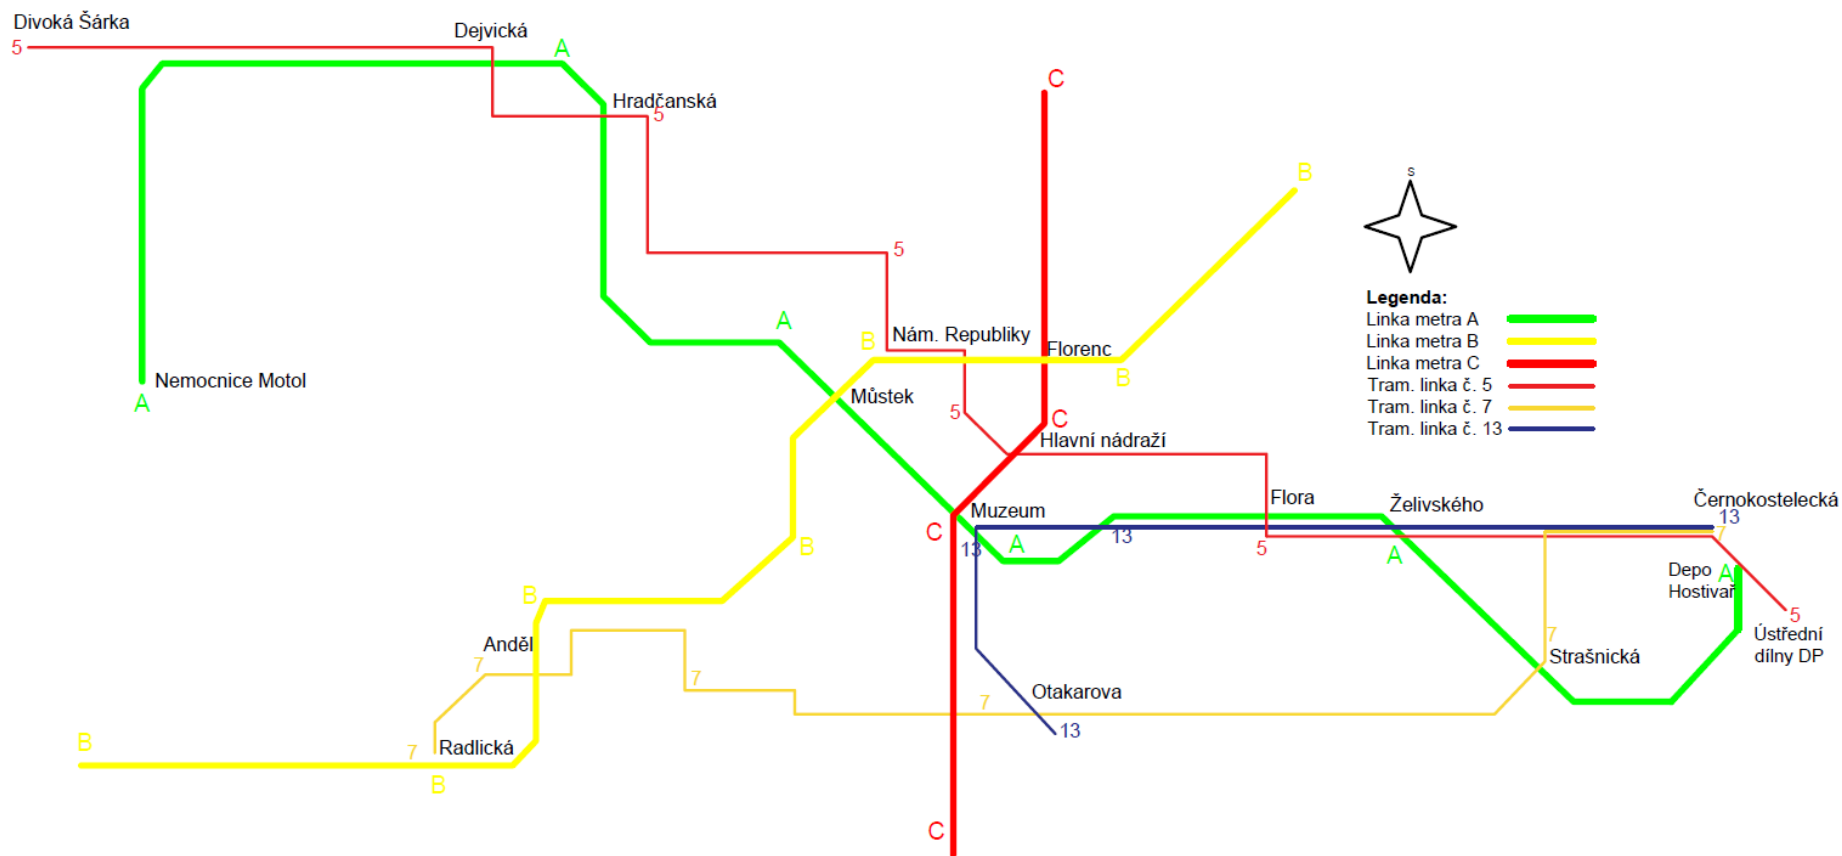 Divoká Šárka
5
Dejvická
A
Hradčanská
5
C
B
S
5
Legenda:
Linka metra A
Linka metra B
Linka metra C
Tram. linka č. 5
Tram. linka č. 7
Tram. linka č. 13
A
B
Nám. Republiky
Florenc
B
Nemocnice Motol
A
Můstek
5
C
Hlavní nádraží
Flora
Želivského
Černokostelecká
13
7
Muzeum
C
13
A
13
5
A
B
Depo
Hostivař
A
5
Ústřední
dílny DP
B
Anděl
7
7
7
Strašnická
7
Otakarova
13
B
7
Radlická
B
C